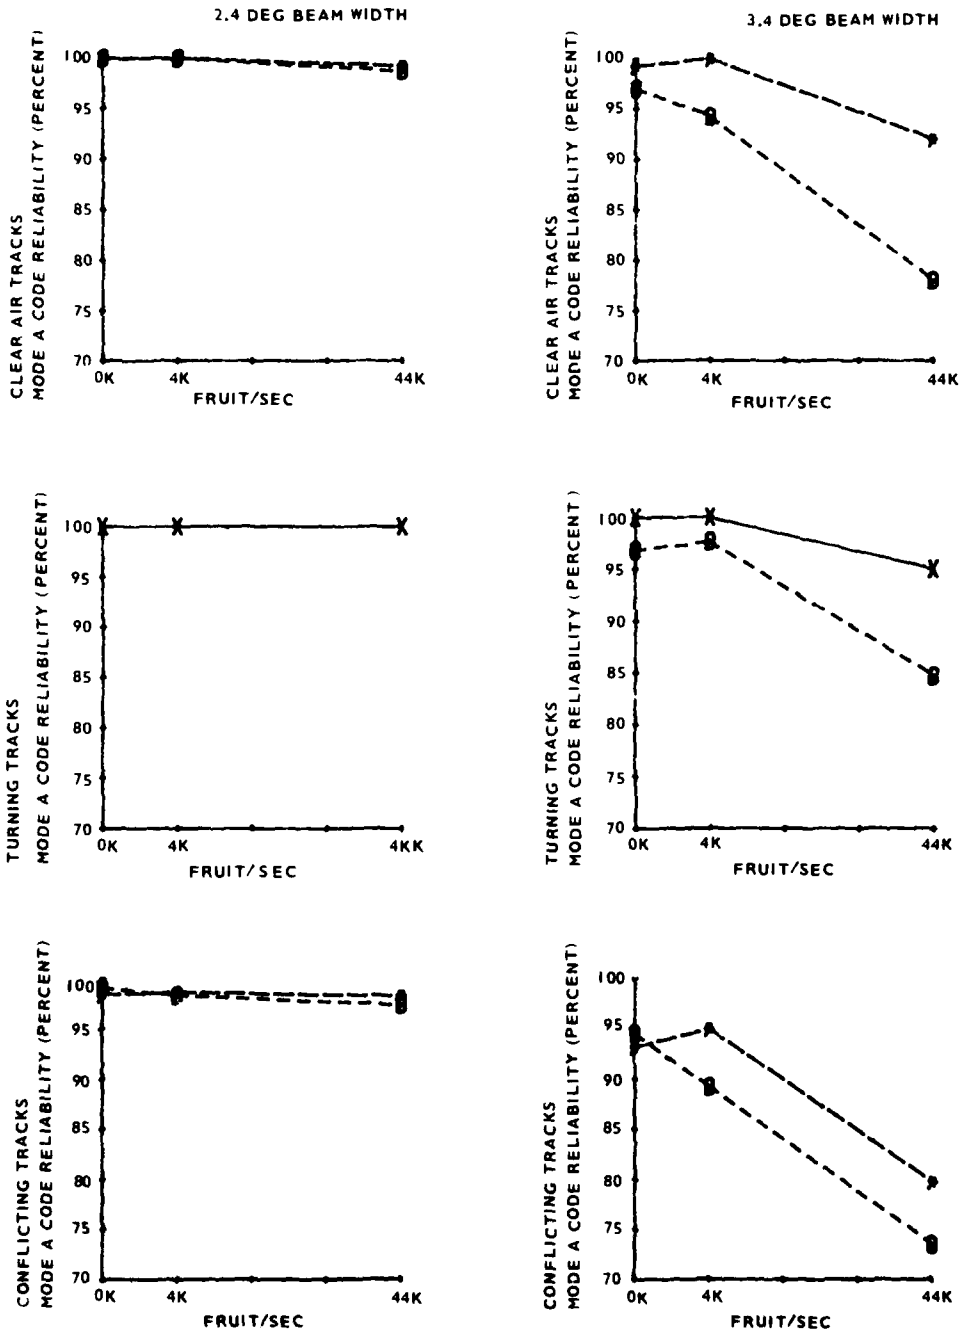 2.4 DEG BEAM WIDTH
CLEAR AIR TRACKS
MODE A CODE RELIABILITY (PERCENT)
100
95
90
85
80
75
70
0K
4K
44K
FRUIT/SEC
3.4 DEG BEAM WIDTH
CLEAR AIR TRACKS
MODE A CODE RELIABILITY (PERCENT)
100
95
90
85
80
75
70
0K
4K
44K
FRUIT/SEC
TURNING TRACKS
MODE A CODE RELIABILITY (PERCENT)
100
95
90
85
80
75
70
0K
4K
4KK
FRUIT/SEC
TURNING TRACKS
MODE A CODE RELIABILITY (PERCENT)
100
95
90
85
80
75
70
0K
4K
44K
FRUIT/SEC
CONFLICTING TRACKS
MODE A CODE RELIABILITY (PERCENT)
100
95
90
85
80
75
70
0K
4K
44K
FRUIT/SEC
CONFLICTING TRACKS
MODE A CODE RELIABILITY (PERCENT)
100
95
90
85
80
75
70
0K
4K
44K
FRUIT/SEC